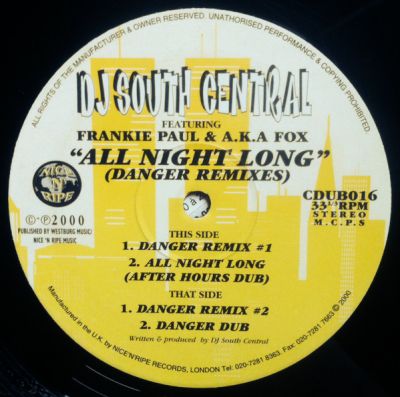 ALL RIGHTS OF THE MANUFACTURER & OWNER RESERVED. UNATHORISED PERFORMANCE & COPYING PROHIBITED.
DJ SOUTH CENTRAL
FEATURING
FRANKIE PAUL & A.K.A FOX
"ALL NIGHT LONG"
(DANGER REMIXES)
NICE 'N' RIPE
©-℗2000
PUBLISHED BY WESTBURG MUSIC/
NICE 'N RIPE MUSIC
CDUB016
33 1/3 RPM
STEREO
M.C.P.S
THIS SIDE
1. DANGER REMIX #1
2. ALL NIGHT LONG
(AFTER HOURS DUB)
THAT SIDE
1. DANGER REMIX #2
2. DANGER DUB
Written & produced by DJ South Central
Manufactured in the U.K. by NICE'N'RIPE RECORDS, LONDON Tel: 020-7281 8363. Fax: 020-7281 7663 © 2000